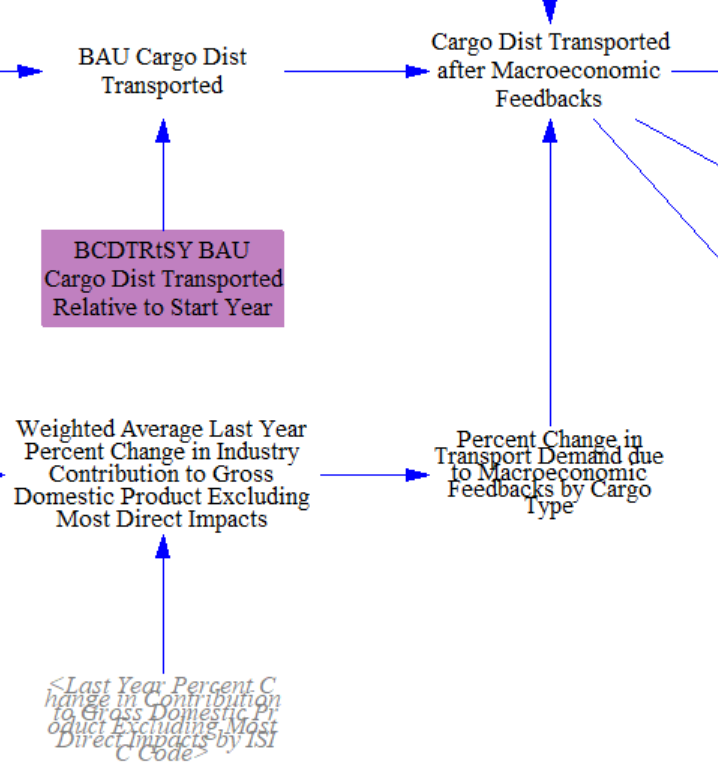 BAU Cargo Dist
Transported
Cargo Dist Transported
after Macroeconomic
Feedbacks
BCDTRtSY BAU
Cargo Dist Transported
Relative to Start Year
Weighted Average Last Year
Percent Change in Industry
Contribution to Gross
Domestic Product Excluding
Most Direct Impacts
Percent Change in
Transport Demand due
to Macroeconomic
Feedbacks by Cargo
Type
<Last Year Percent C
hange in Contribution
to Gross Domestic Pr
oduct Excluding Most
Direct Impacts by ISI
C Code>